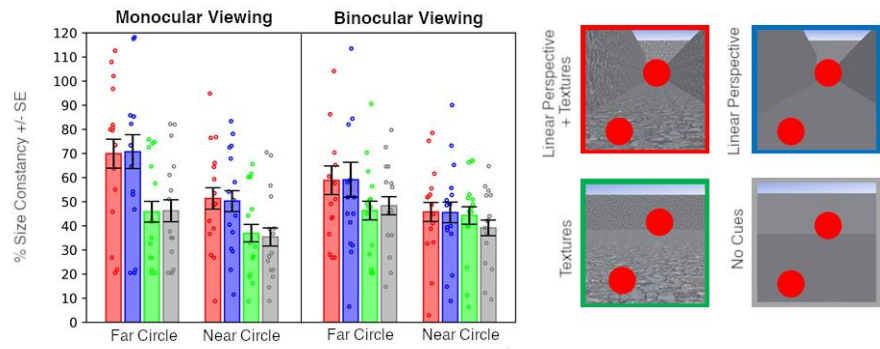 Monocular Viewing
Binocular Viewing
% Size Constancy +/- SE
120
110
100
90
80
70
60
50
40
30
20
10
0
Far Circle
Near Circle
Far Circle
Near Circle
Linear Perspective
+ Textures
Linear Perspective
Textures
No Cues